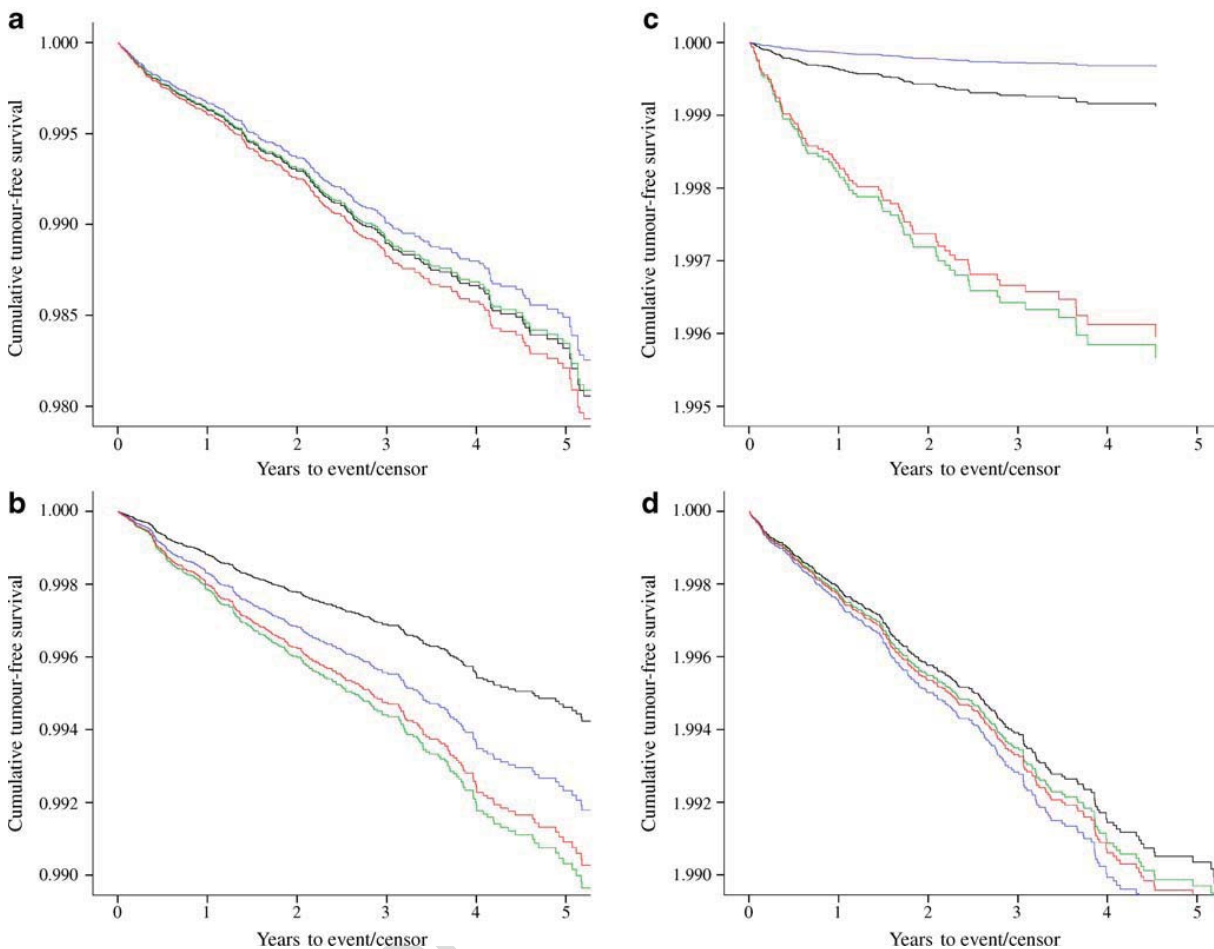 a
1.000
0.995
0.990
0.985
0.980
Cumulative tumour-free survival
0 1 2 3 4 5
Years to event/censor
c
1.000
1.999
1.998
1.997
1.996
1.995
Cumulative tumour-free survival
0 1 2 3 4 5
Years to event/censor
b
1.000
0.998
0.996
0.994
0.992
0.990
Cumulative tumour-free survival
0 1 2 3 4 5
Years to event/censor
d
1.000
1.998
1.996
1.994
1.992
1.990
Cumulative tumour-free survival
0 1 2 3 4 5
Years to event/censor